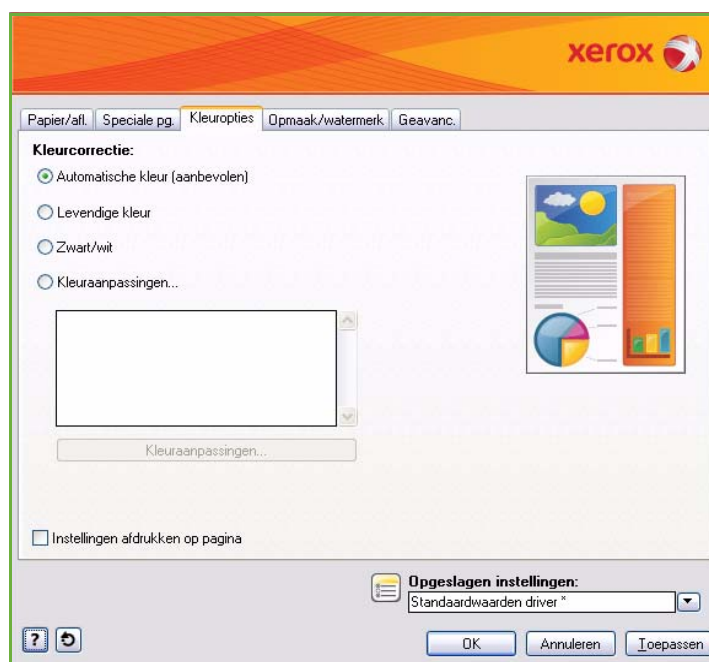 xerox
Papier/afl. Speciale pg. Kleuropties Opmaak/watermerk Geavanc.
Kleurcorrectie:
Automatische kleur (aanbevolen)
Levendige kleur
Zwart/wit
Kleuraanpassingen...
Kleuraanpassingen...
Instellingen afdrukken op pagina
Opgeslagen instellingen:
Standaardwaarden driver *
? OK Annuleren Toepassen